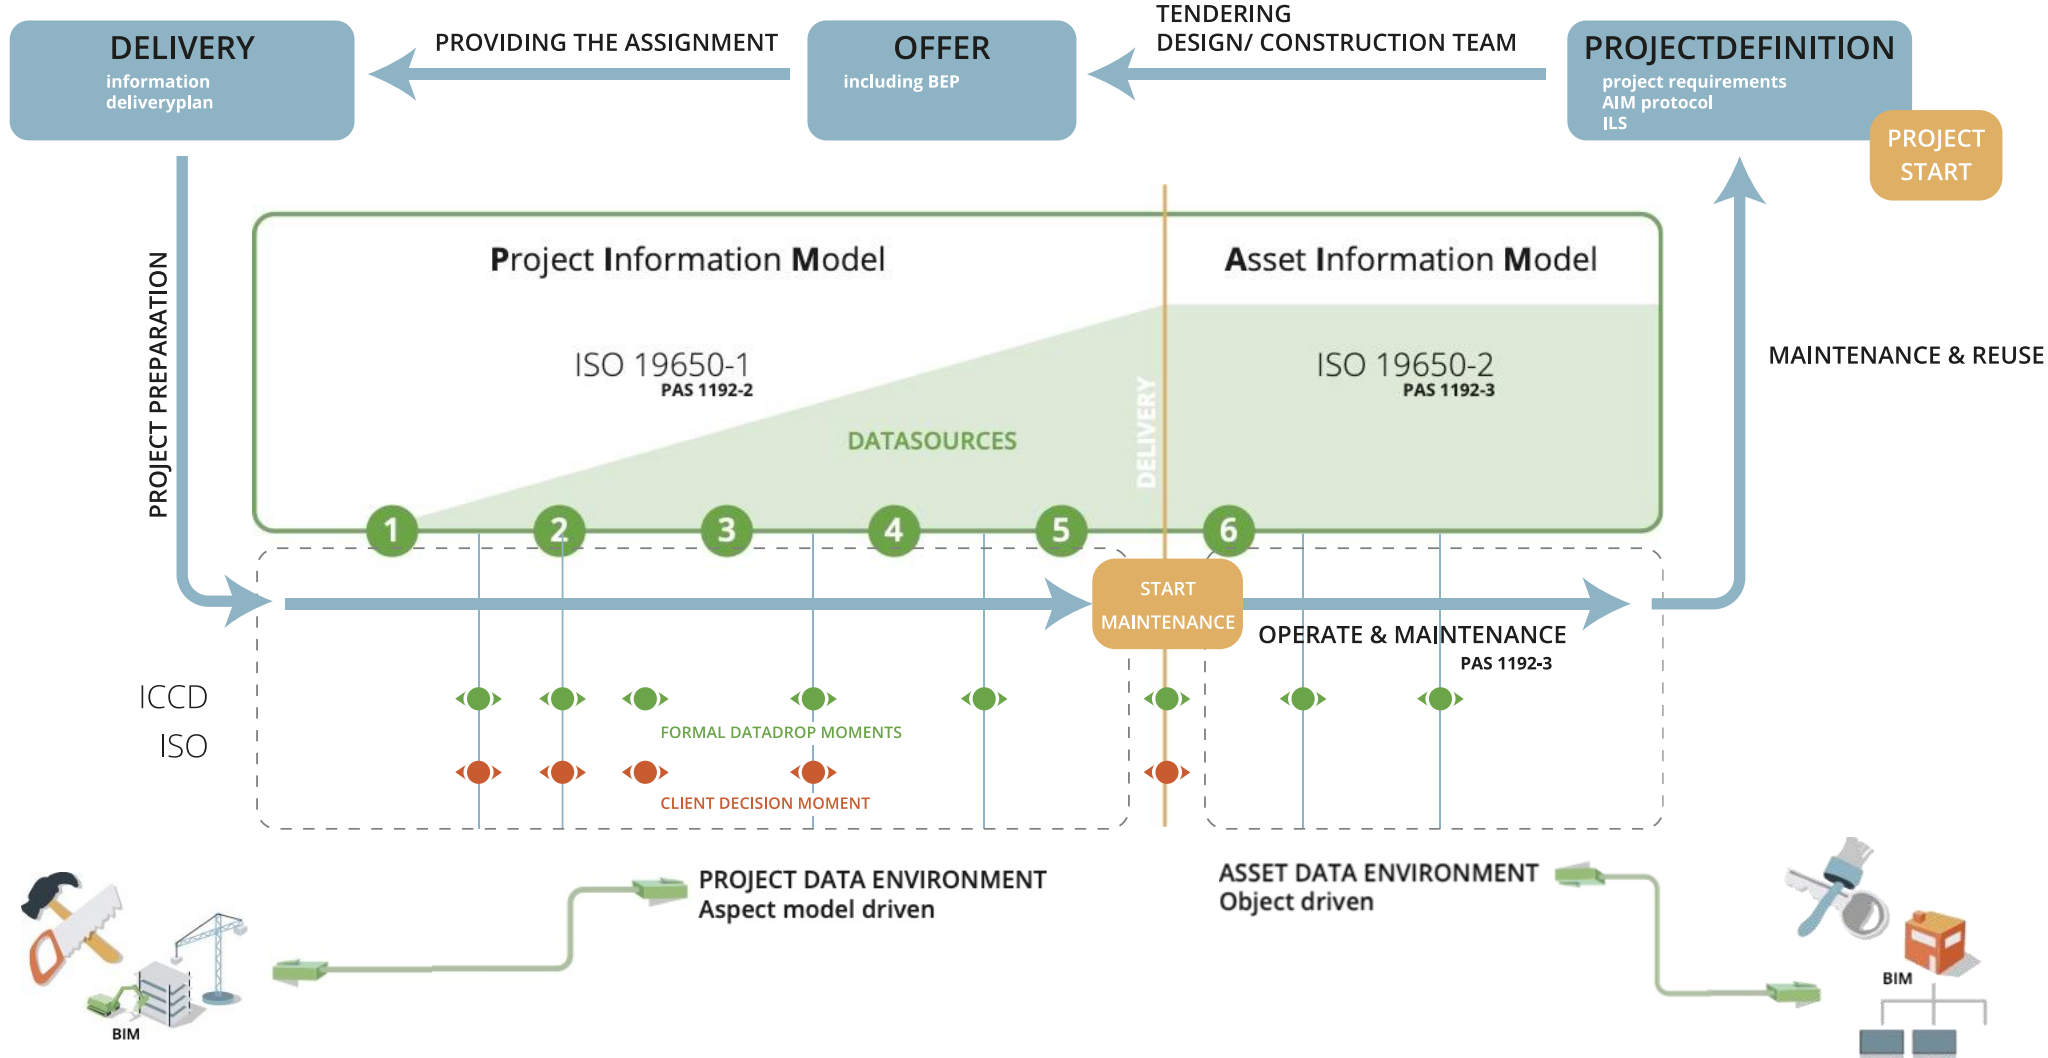 DELIVERY
information
deliveryplan
PROVIDING THE ASSIGNMENT
OFFER
including BEP
TENDERING
DESIGN/ CONSTRUCTION TEAM
PROJECTDEFINITION
project requirements
AIM protocol
ILS
PROJECT
START
PROJECT PREPARATION
Project Information Model
Asset Information Model
ISO 19650-1
PAS 1192-2
ISO 19650-2
PAS 1192-3
DATASOURCES
DELIVERY
MAINTENANCE & REUSE
1
2
3
4
5
6
START
MAINTENANCE
OPERATE & MAINTENANCE
PAS 1192-3
ICCD
FORMAL DATADROP MOMENTS
ISO
CLIENT DECISION MOMENT
PROJECT DATA ENVIRONMENT
Aspect model driven
ASSET DATA ENVIRONMENT
Object driven
BIM
BIM